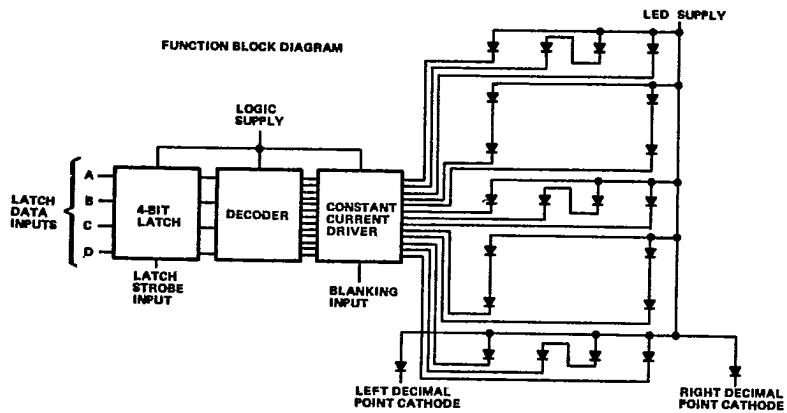 LED SUPPLY
FUNCTION BLOCK DIAGRAM
LOGIC
SUPPLY
LATCH
DATA
INPUTS
A
B
C
D
4-BIT
LATCH
DECODER
CONSTANT
CURRENT
DRIVER
LATCH
STROBE
INPUT
BLANKING
INPUT
LEFT DECIMAL
POINT CATHODE
RIGHT DECIMAL
POINT CATHODE